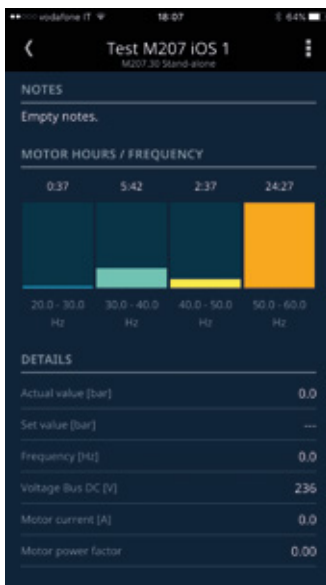 vodafone IT 18:07 64%
Test M207 iOS 1
M207.30 Stand-alone
NOTES
Empty notes.
MOTOR HOURS / FREQUENCY
0:37 5:42 2:37 24:27
20.0 - 30.0 30.0 - 40.0 40.0 - 50.0 50.0 - 60.0
Hz Hz Hz Hz
DETAILS
Actual value [bar] 0.0
Set value [bar] ---
Frequency [Hz] 0.0
Voltage Bus DC [V] 236
Motor current [A] 0.0
Motor power factor 0.00